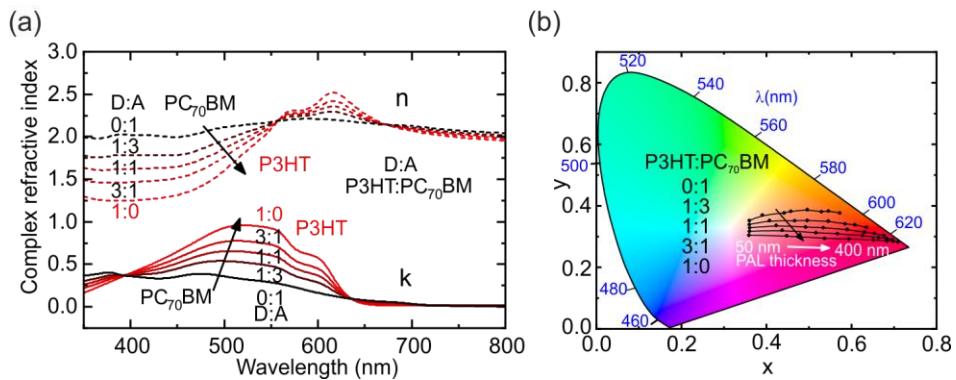 (a)
3.0
2.5
2.0
1.5
1.0
0.5
0.0
Complex refractive index
D:A
PC₇₀BM
0:1
1:3
1:1
3:1
1:0
P3HT
n
D:A
P3HT:PC₇₀BM
1:0
P3HT
3:1
1:1
1:3
PC₇₀BM
0:1
D:A
k
400
500
600
700
800
Wavelength (nm)
(b)
0.8
0.6
0.4
0.2
0.0
y
520
540
λ(nm)
560
500
580
600
620
480
460
P3HT:PC₇₀BM
0:1
1:3
1:1
3:1
1:0
50 nm
400 nm
PAL thickness
0.0
0.2
0.4
0.6
0.8
x